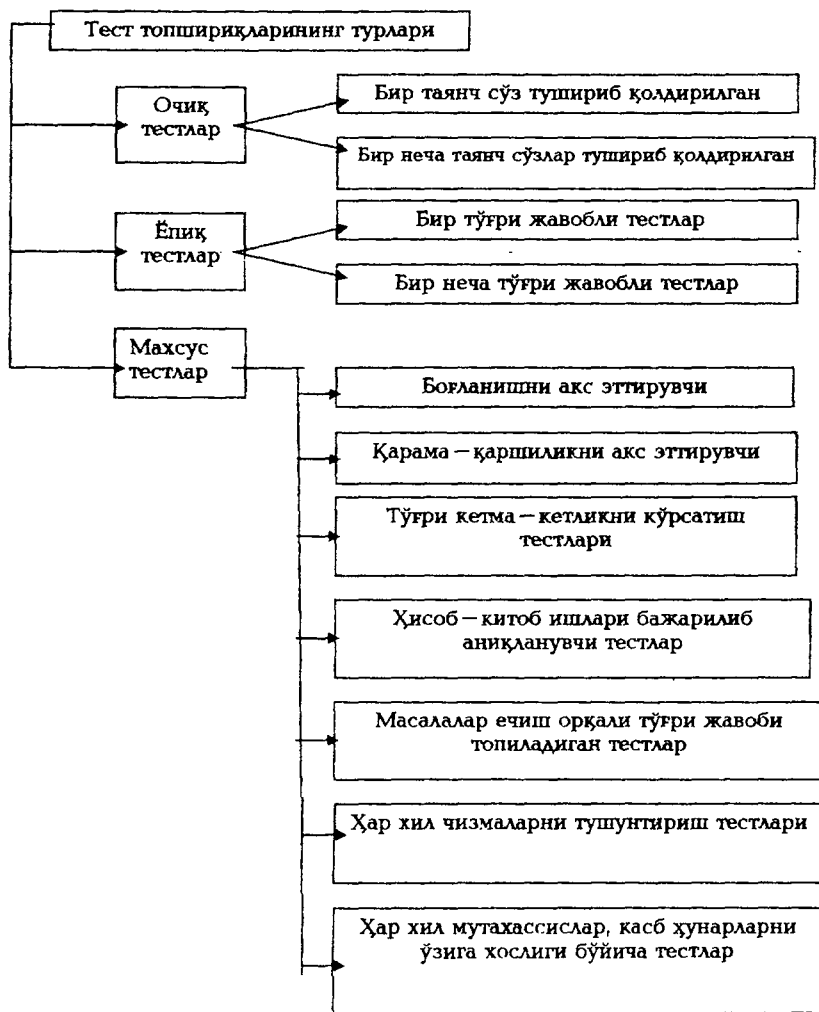 Тест топшириқларининг турлари
Очиқ
тестлар
Бир таянч сўз тушириб қолдирилган
Бир неча таянч сўзлар тушириб қолдирилган
Ёпиқ
тестлар
Бир тўғри жавобли тестлар
Бир неча тўғри жавобли тестлар
Махсус
тестлар
Боғланишни акс эттирувчи
Қарама – қаршиликни акс эттирувчи
Тўғри кетма – кетликни кўрсатиш
тестлари
Ҳисоб – китоб ишлари бажарилиб
аниқланувчи тестлар
Масалалар ечиш орқали тўғри жавоби
топиладиган тестлар
Ҳар хил чизмаларни тушунтириш тестлари
Ҳар хил мутахассислар, касб ҳунарларни
ўзига хослиги бўйича тестлар